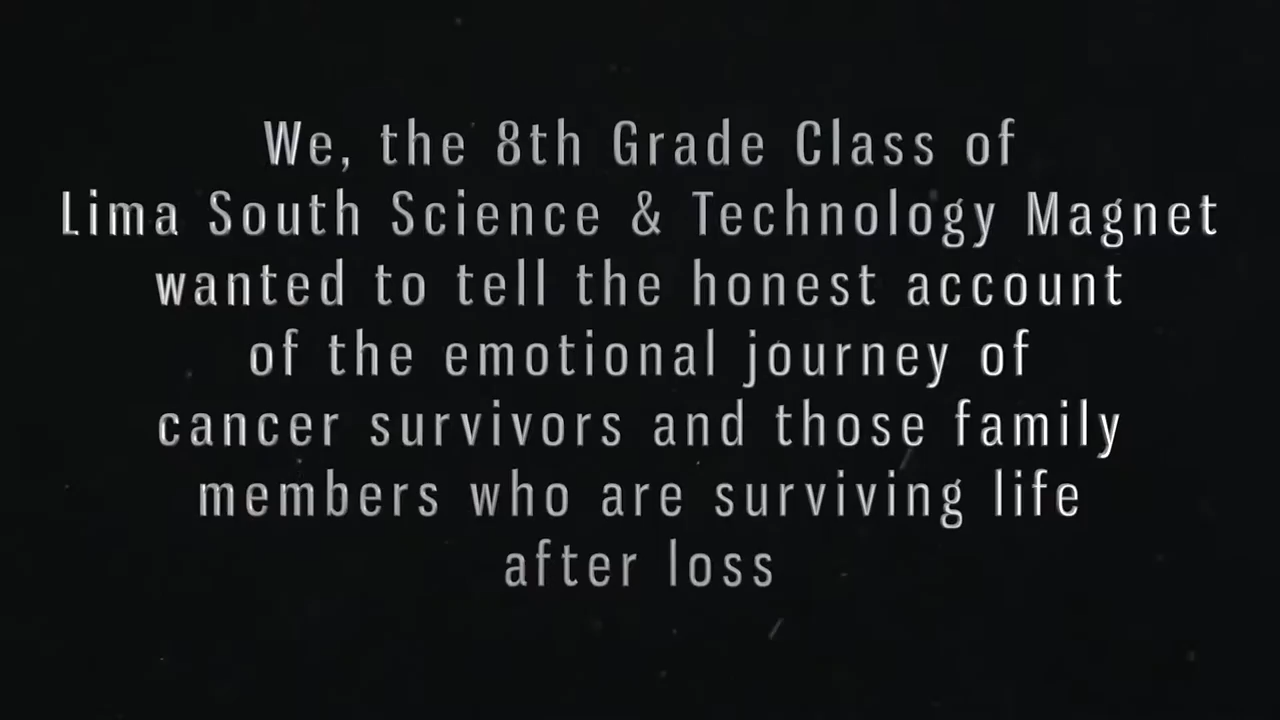 We, the 8th Grade Class of
Lima South Science & Technology Magnet
wanted to tell the honest account
of the emotional journey of
cancer survivors and those family
members who are surviving life
after loss